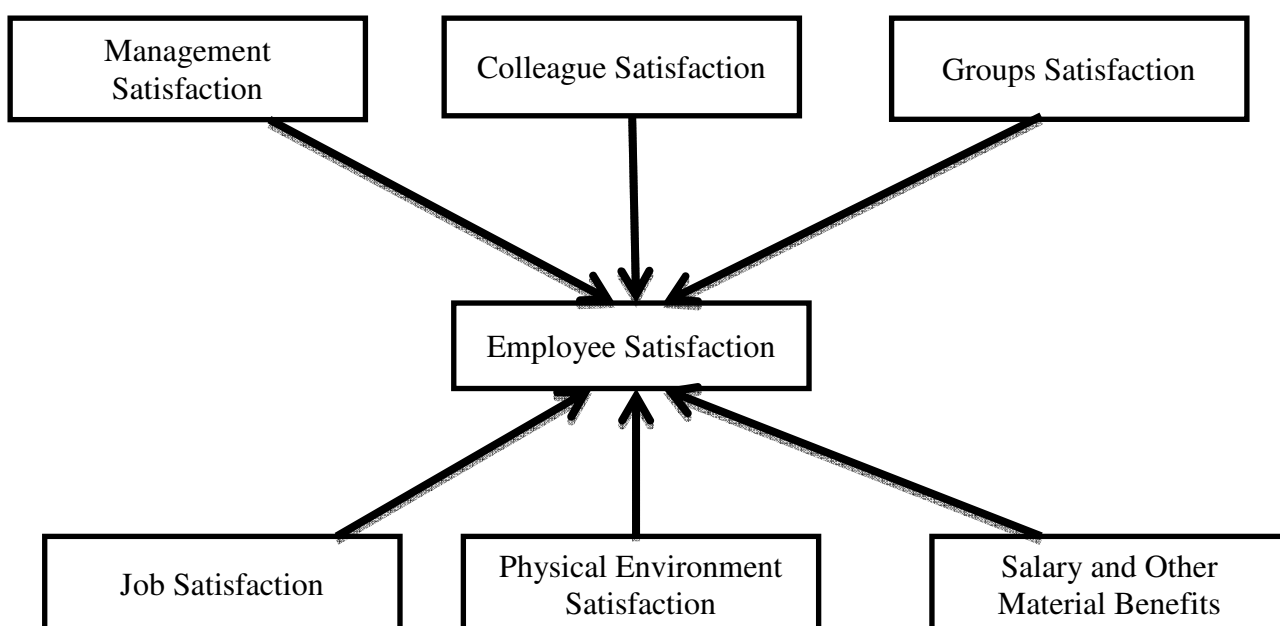 Management
Satisfaction
Colleague Satisfaction
Groups Satisfaction
Employee Satisfaction
Job Satisfaction
Physical Environment
Satisfaction
Salary and Other
Material Benefits